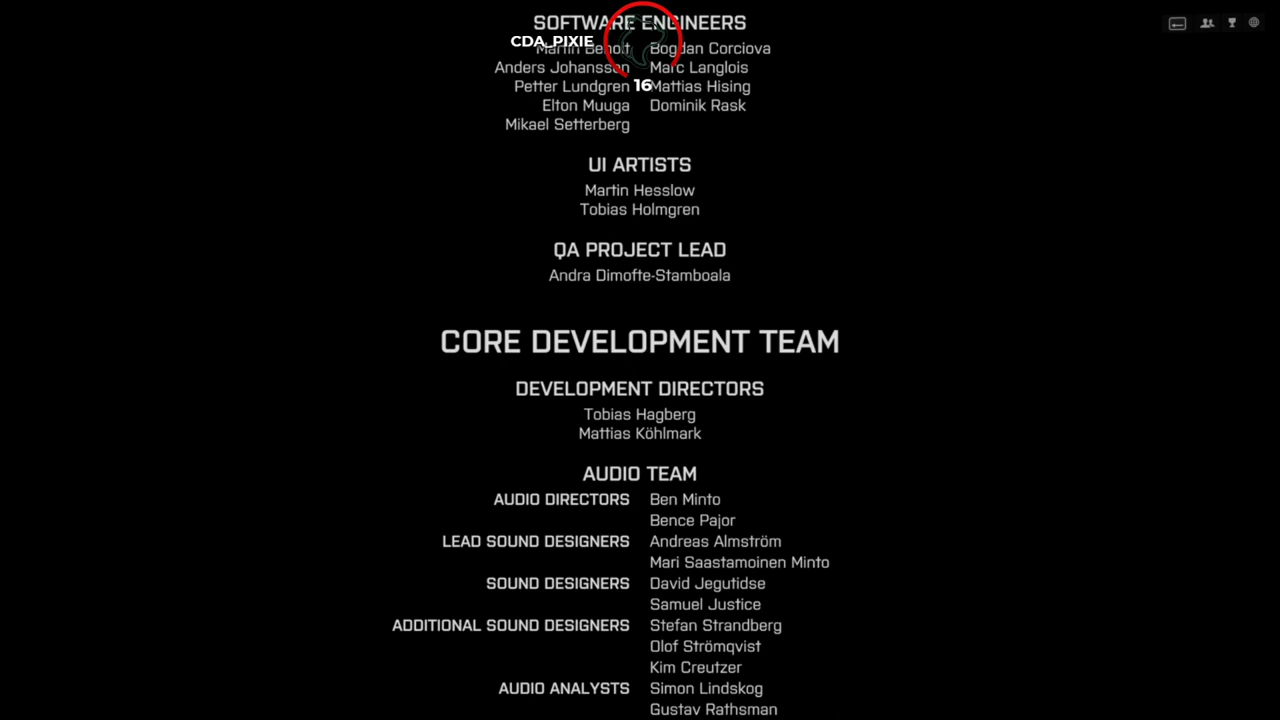 SOFTWARE ENGINEERS
CDA_PIXIE
Martin Benoit Bogdan Corciova
Anders Johansson Marc Langlois
Petter Lundgren 16 Mattias Hising
Elton Muuga Dominik Rask
Mikael Setterberg
UI ARTISTS
Martin Hesslow
Tobias Holmgren
QA PROJECT LEAD
Andra Dimofte-Stamboala
CORE DEVELOPMENT TEAM
DEVELOPMENT DIRECTORS
Tobias Hagberg
Mattias Köhlmark
AUDIO TEAM
AUDIO DIRECTORS Ben Minto
Bence Pajor
LEAD SOUND DESIGNERS Andreas Almström
Mari Saastamoinen Minto
SOUND DESIGNERS David Jegutidse
Samuel Justice
ADDITIONAL SOUND DESIGNERS Stefan Strandberg
Olof Strömqvist
Kim Creutzer
AUDIO ANALYSTS Simon Lindskog
Gustav Rathsman